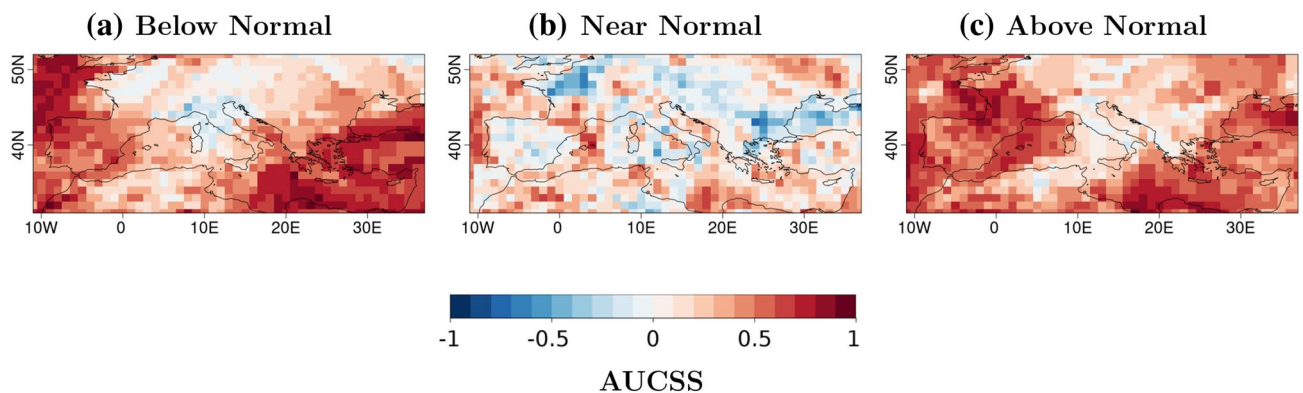 (a) Below Normal
(b) Near Normal
(c) Above Normal
50N
40N
10W 0 10E 20E 30E
50N
40N
10W 0 10E 20E 30E
50N
40N
10W 0 10E 20E 30E
-1 -0.5 0 0.5 1
AUCSS